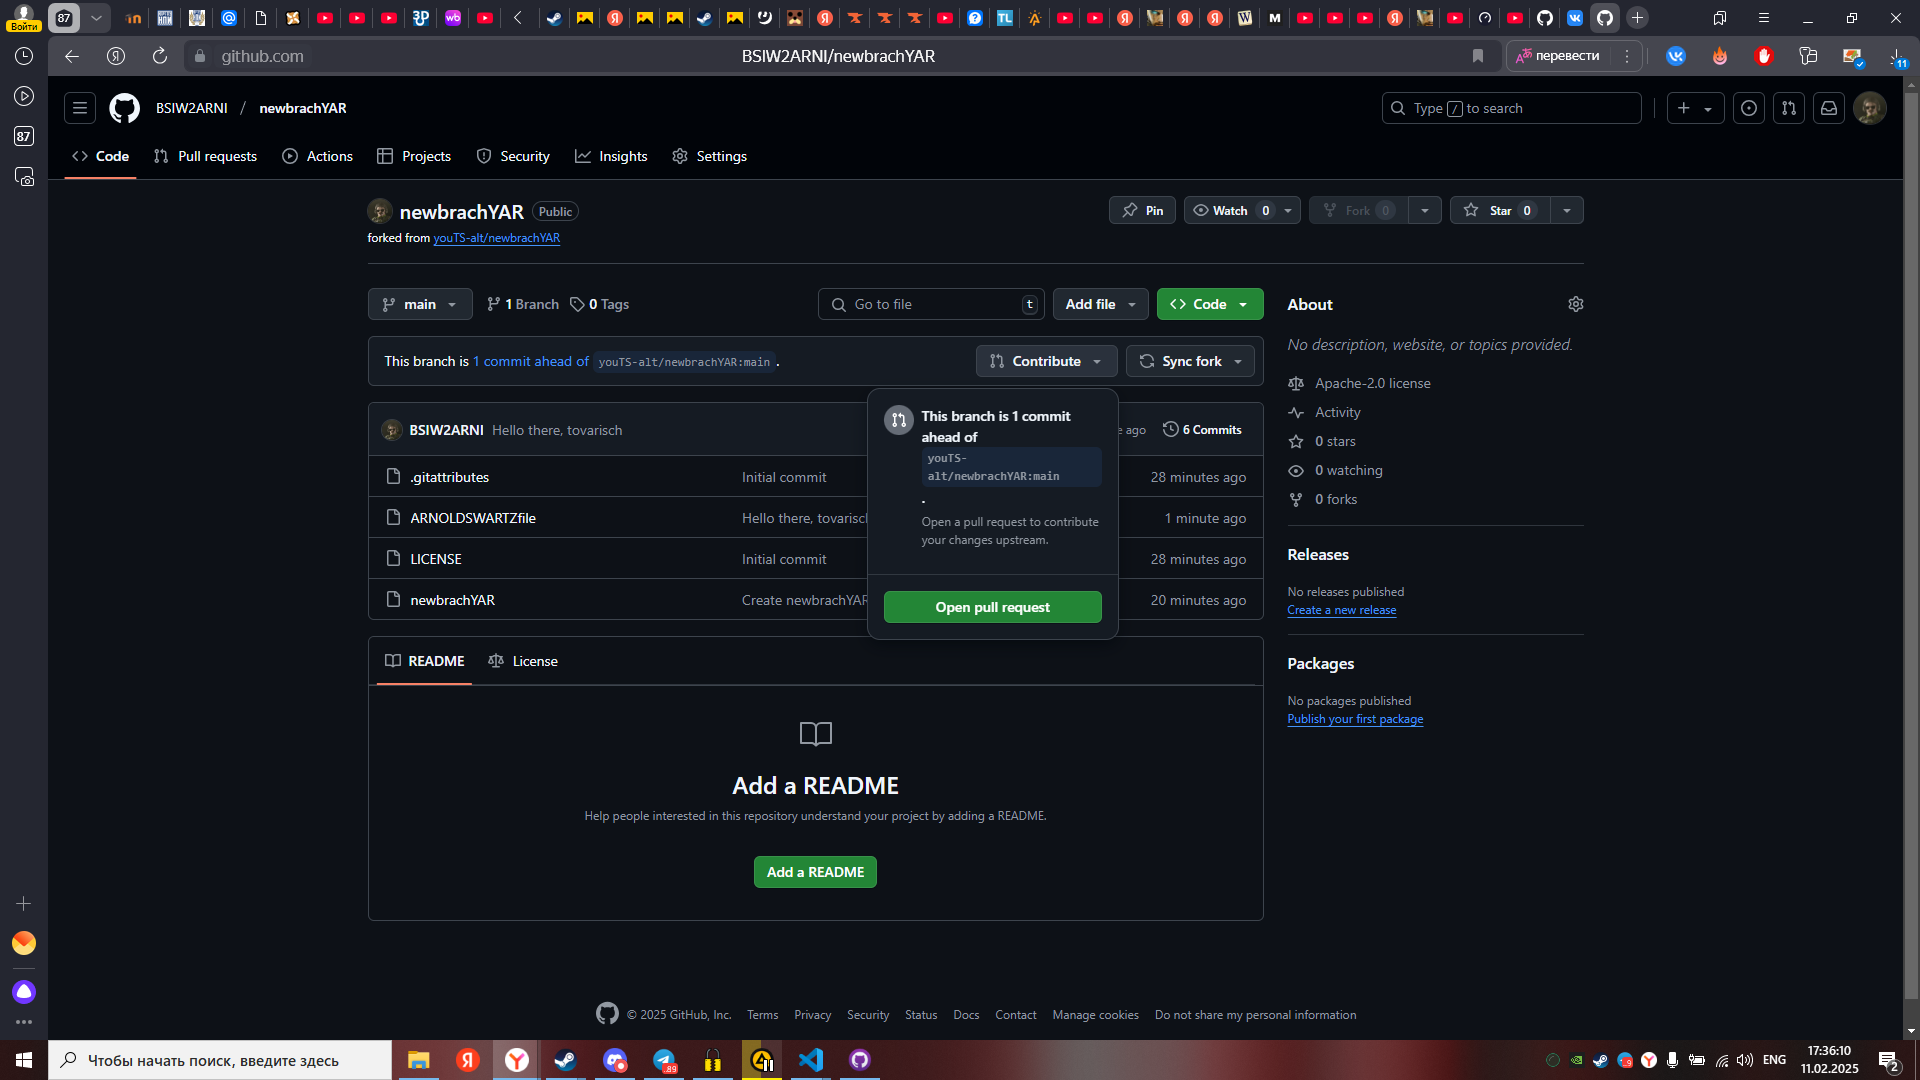 Войти
87
in
3D
wb
TL
W
M
github.com
BSIW2ARNI/newbrachYAR
перевести
11
87
BSIW2ARNI / newbrachYAR
Type / to search
Code
Pull requests
Actions
Projects
Security
Insights
Settings
newbrachYAR Public
Pin
Watch 0
Fork 0
Star 0
forked from youTS-alt/newbrachYAR
main
1 Branch
0 Tags
Go to file t
Add file
Code
About
No description, website, or topics provided.
This branch is 1 commit ahead of youTS-alt/newbrachYAR:main .
Contribute
Sync fork
Apache-2.0 license
Activity
0 stars
0 watching
0 forks
This branch is 1 commit
ahead of
youTS-
alt/newbrachYAR:main
.
Open a pull request to contribute
your changes upstream.
Open pull request
BSIW2ARNI Hello there, tovarisch
e ago
6 Commits
.gitattributes Initial commit 28 minutes ago
ARNOLDSWARTZfile Hello there, tovarisch 1 minute ago
LICENSE Initial commit 28 minutes ago
newbrachYAR Create newbrachYAR 20 minutes ago
Releases
No releases published
Create a new release
Packages
No packages published
Publish your first package
README
License
Add a README
Help people interested in this repository understand your project by adding a README.
Add a README
© 2025 GitHub, Inc. Terms Privacy Security Status Docs Contact Manage cookies Do not share my personal information
Чтобы начать поиск, введите здесь
ENG
17:36:10
11.02.2025
2